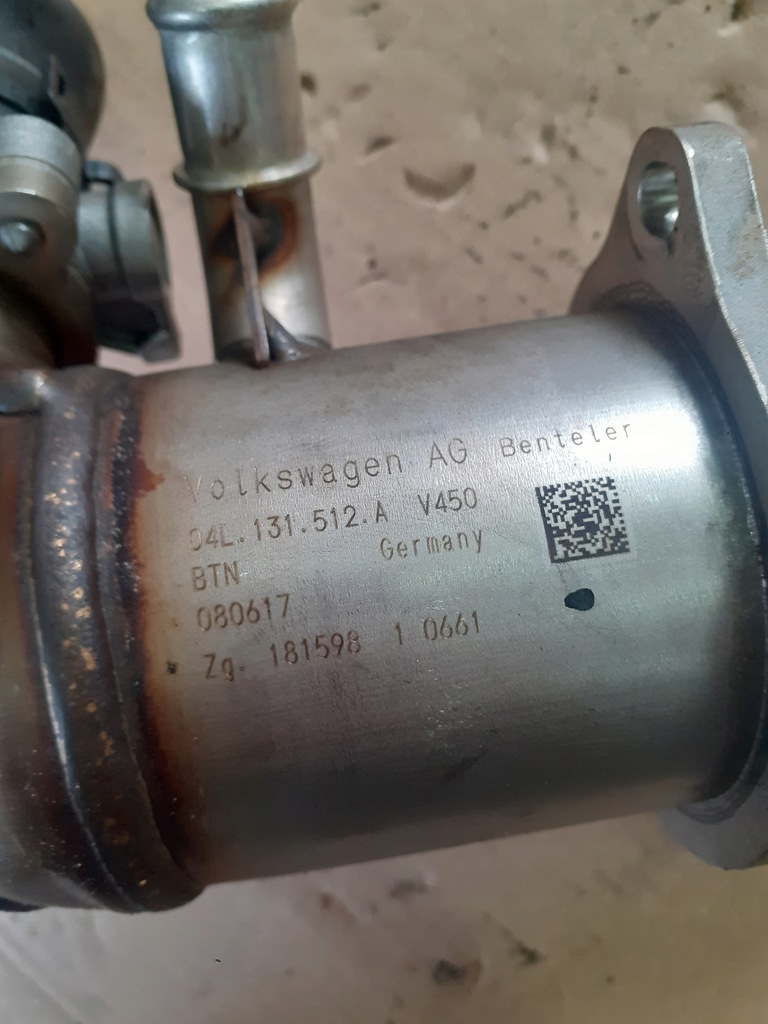 Volkswagen AG Benteler
04L.131.512.A V450
BTN Germany
080617
Zg. 181598 1 0661